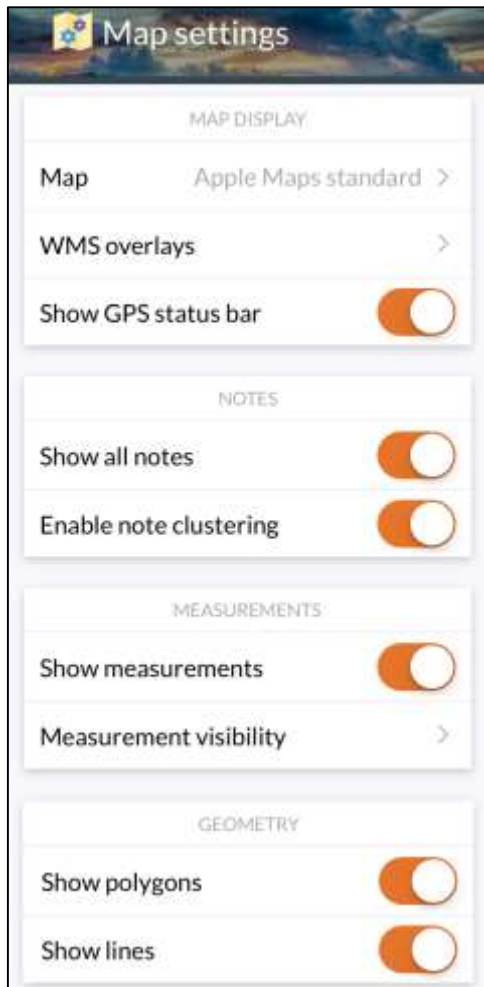 Map settings
MAP DISPLAY
Map Apple Maps standard >
WMS overlays >
Show GPS status bar
NOTES
Show all notes
Enable note clustering
MEASUREMENTS
Show measurements
Measurement visibility >
GEOMETRY
Show polygons
Show lines